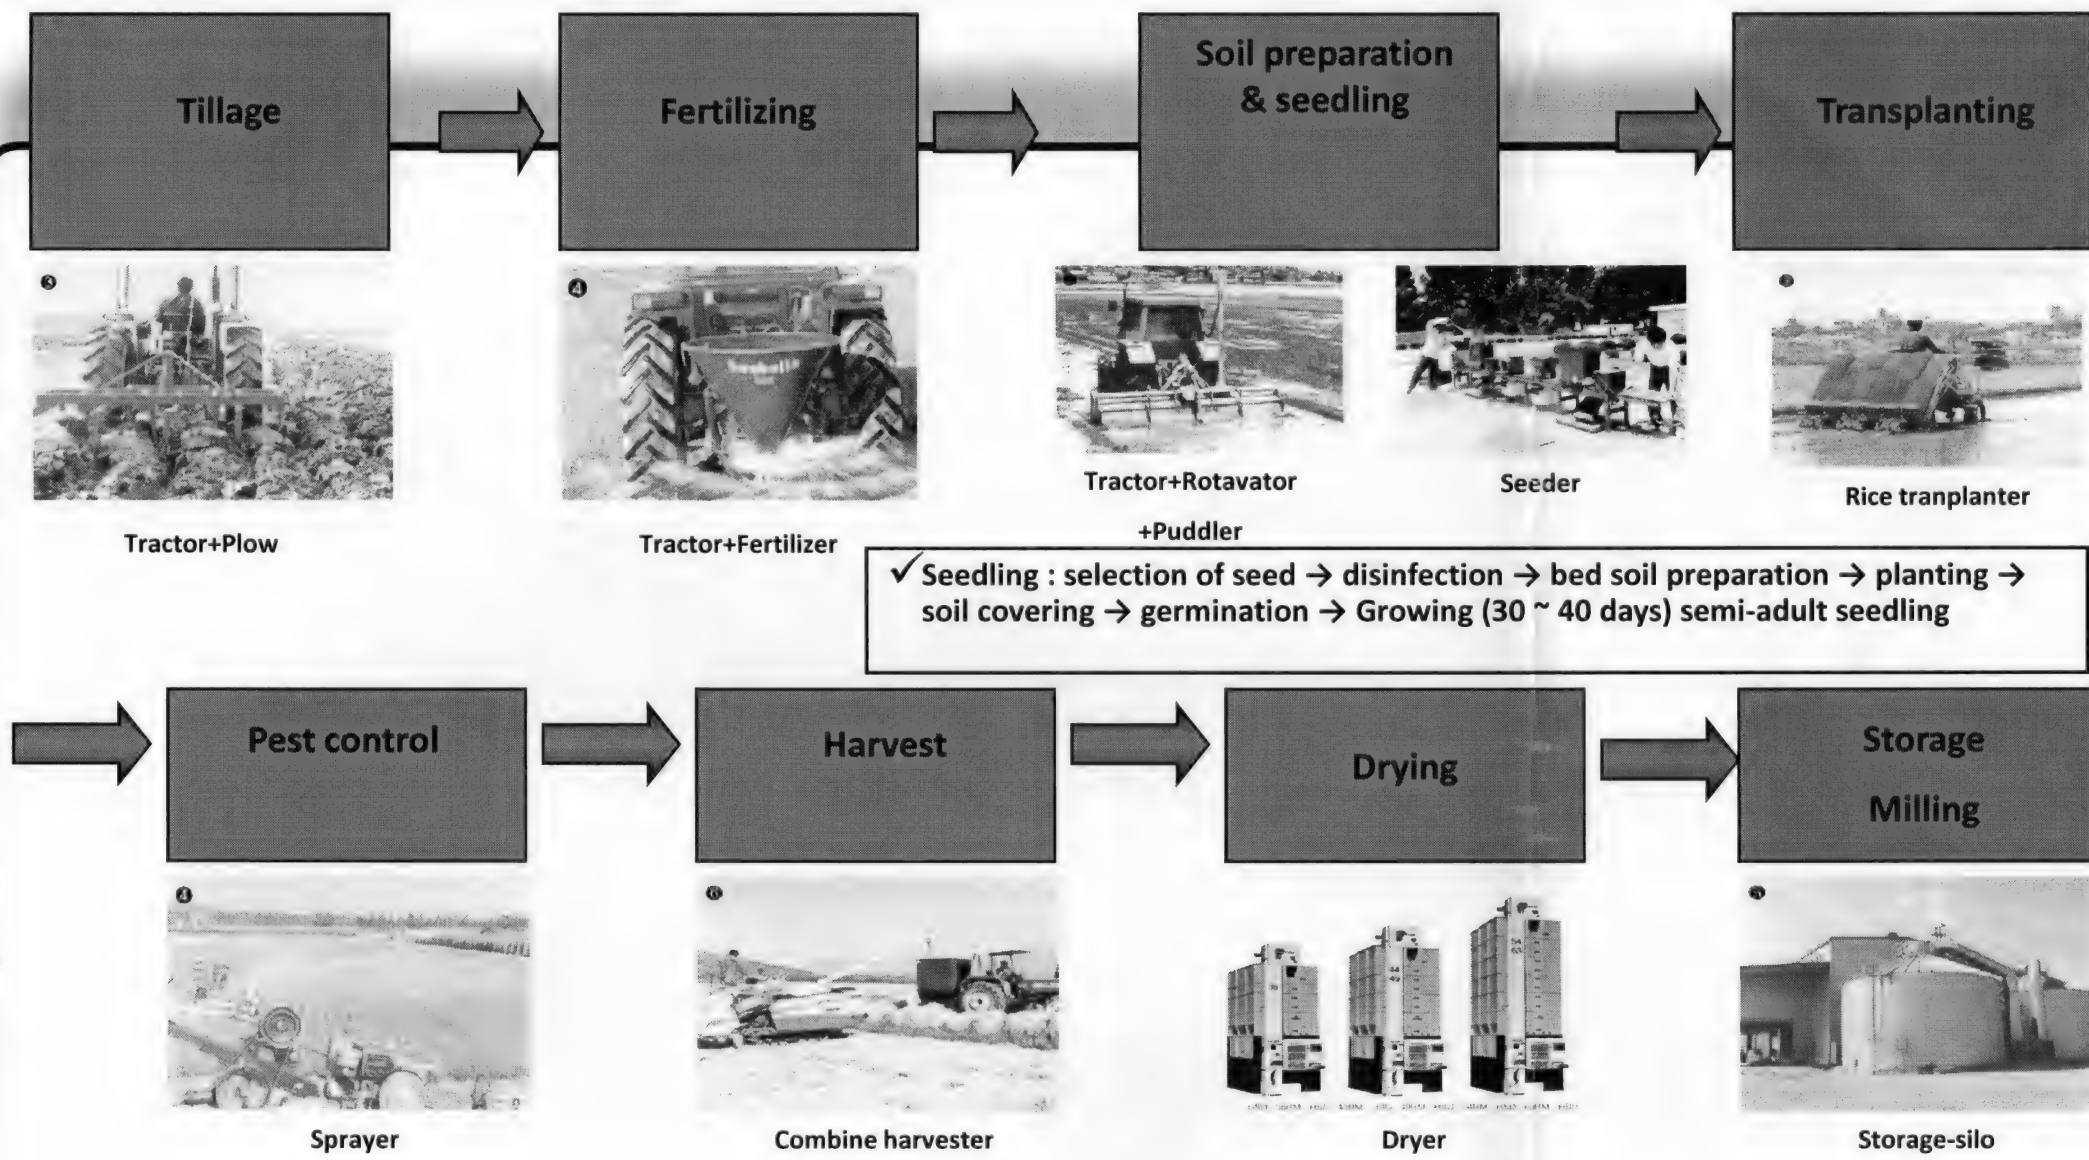 Tillage
Fertilizing
Soil preparation
& seedling
Transplanting
Tractor+Plow
Tractor+Fertilizer
Tractor+Rotavator
+Puddler
Seeder
Rice tranplanter
✓ Seedling : selection of seed → disinfection → bed soil preparation → planting →
soil covering → germination → Growing (30 ~ 40 days) semi-adult seedling
Pest control
Harvest
Drying
Storage
Milling
Sprayer
Combine harvester
Dryer
Storage-silo